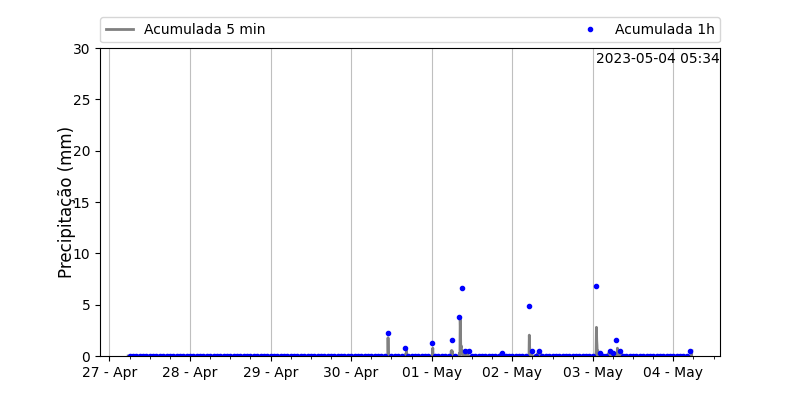 Acumulada 5 min
Acumulada 1h
2023-05-04 05:34
Precipitação (mm)
30
25
20
15
10
5
0
27 - Apr
28 - Apr
29 - Apr
30 - Apr
01 - May
02 - May
03 - May
04 - May